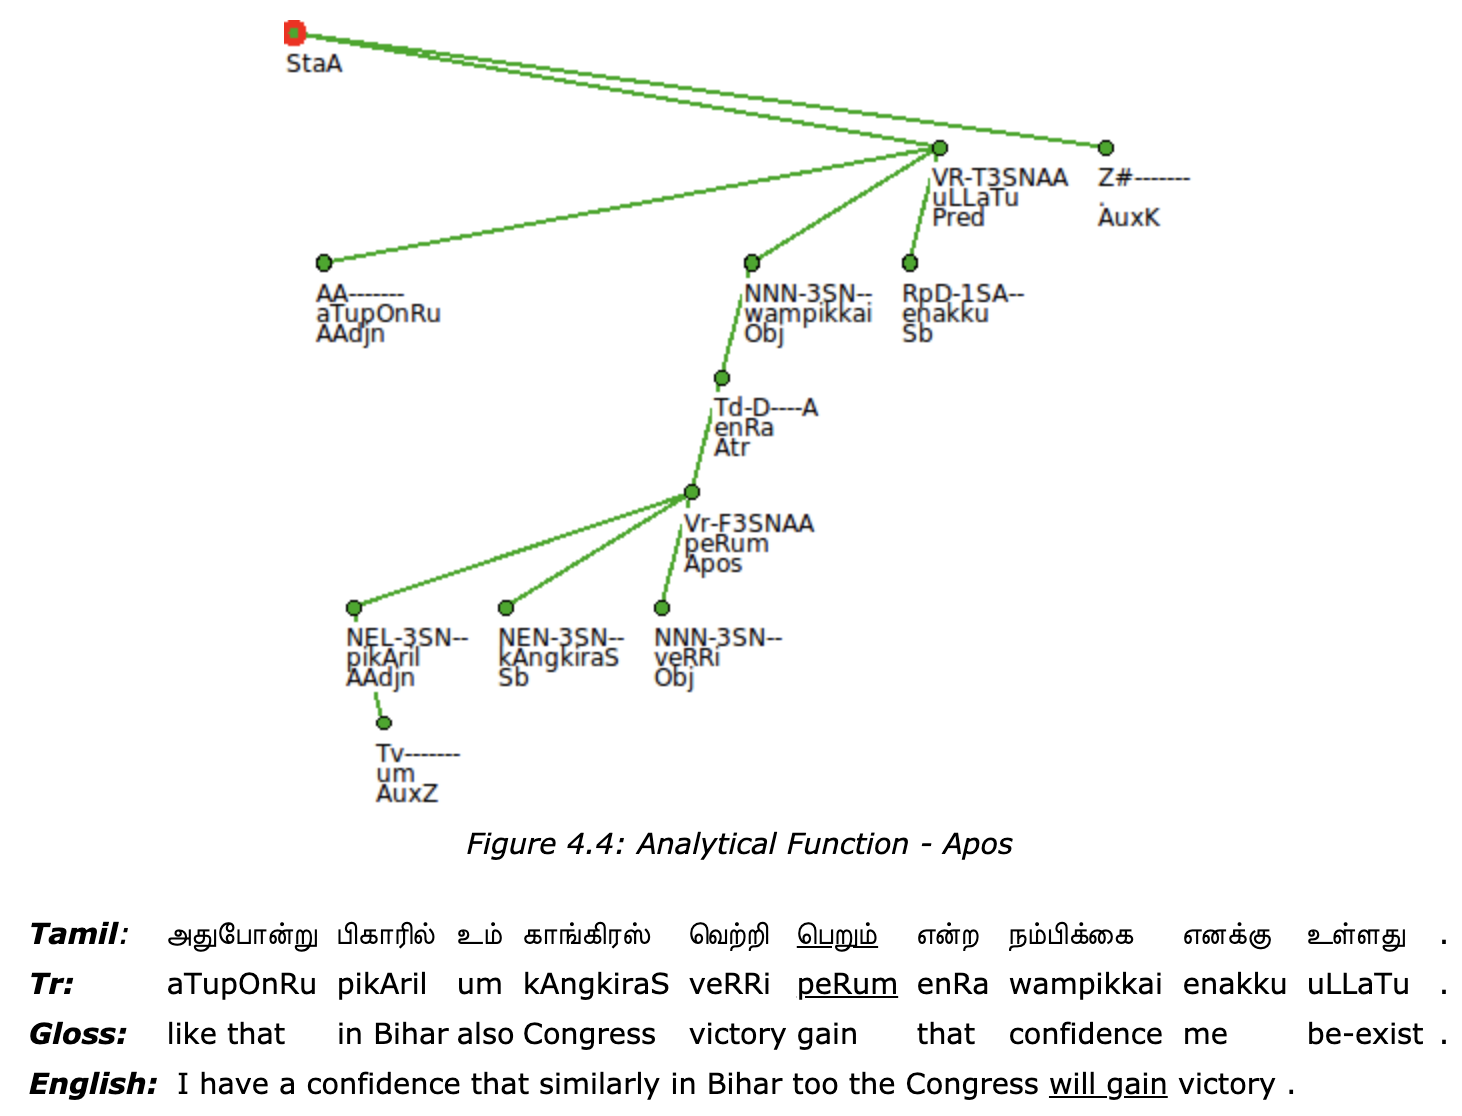 StaA
VR-T3SNAA Z#-------
uLLaTu .
Pred AuxK
AA------- NNN-3SN-- RpD-1SA--
aTupOnRu wampikkai enakku
AAdjn Obj Sb
Td-D----A
enRa
Atr
Vr-F3SNAA
peRum
Apos
NEL-3SN-- NEN-3SN-- NNN-3SN--
pikAril kAngkiraS veRRi
AAdjn Sb Obj
Tv-------
um
AuxZ
Figure 4.4: Analytical Function - Apos
Tamil: அதுபோன்று பிகாரில் உம் காங்கிரஸ் வெற்றி பெறும் என்ற நம்பிக்கை எனக்கு உள்ளது .
Tr: aTupOnRu pikAril um kAngkiraS veRRi peRum enRa wampikkai enakku uLLaTu .
Gloss: like that in Bihar also Congress victory gain that confidence me be-exist .
English: I have a confidence that similarly in Bihar too the Congress will gain victory .